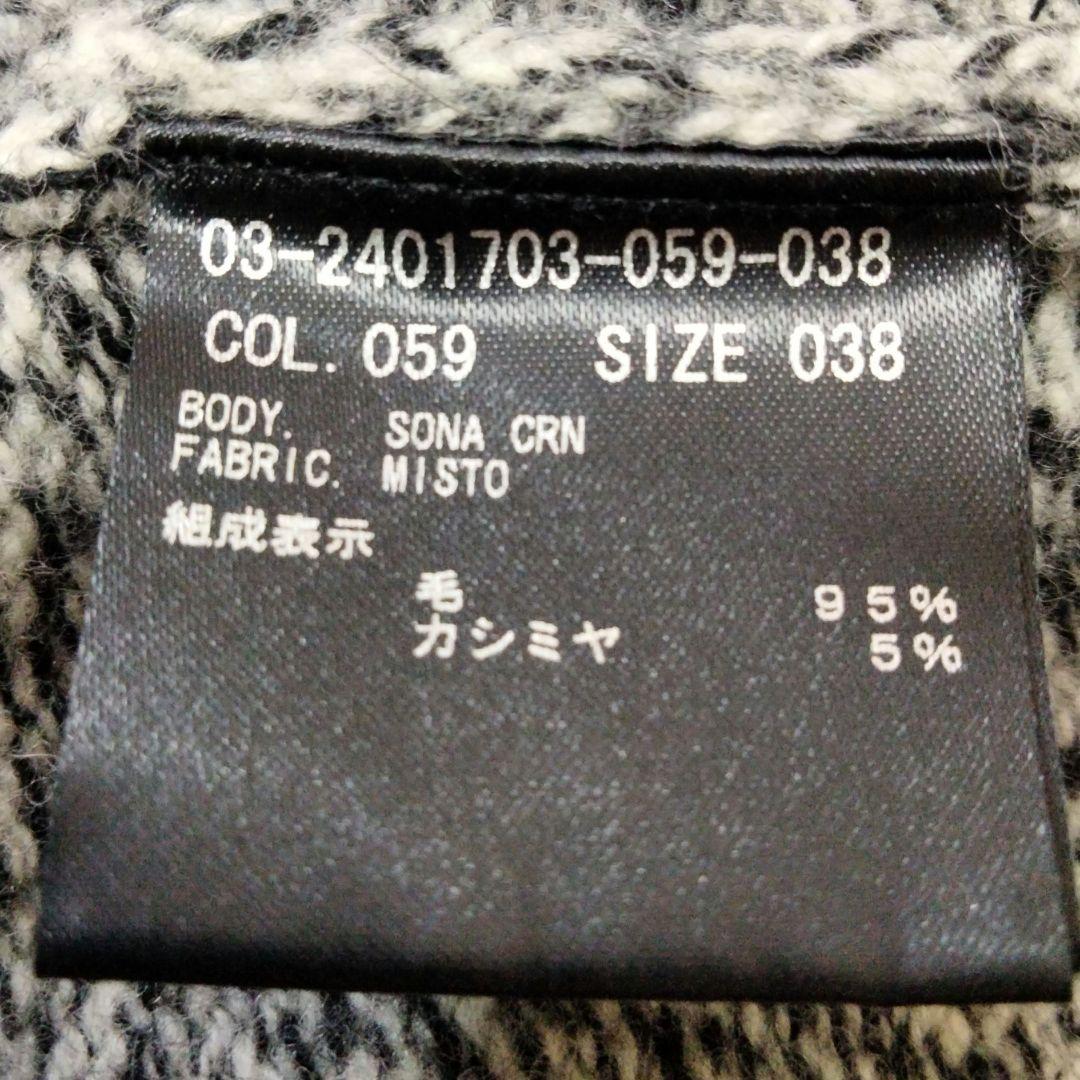 03-2401703-059-038
COL. 059 SIZE 038
BODY. SONA CRN
FABRIC. MISTO
組成表示
毛 95%
カシミヤ 5%